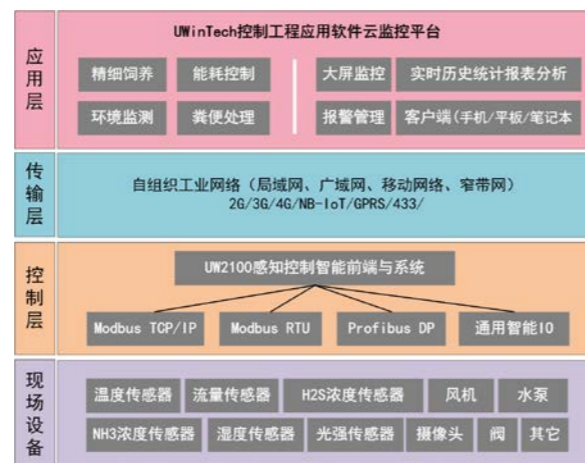 应用层
UWinTech控制工程应用软件云监控平台
精细饲养 能耗控制 大屏监控 实时历史统计报表分析
环境监测 粪便处理 报警管理 客户端(手机/平板/笔记本
传输层
自组织工业网络（局域网、广域网、移动网络、窄带网）
2G/3G/4G/NB-IoT/GPRS/433/
控制层
UW2100感知控制智能前端与系统
Modbus TCP/IP Modbus RTU Profibus DP 通用智能IO
现场设备
温度传感器 流量传感器 H2S浓度传感器 风机 水泵
NH3浓度传感器 湿度传感器 光强传感器 摄像头 阀 其它